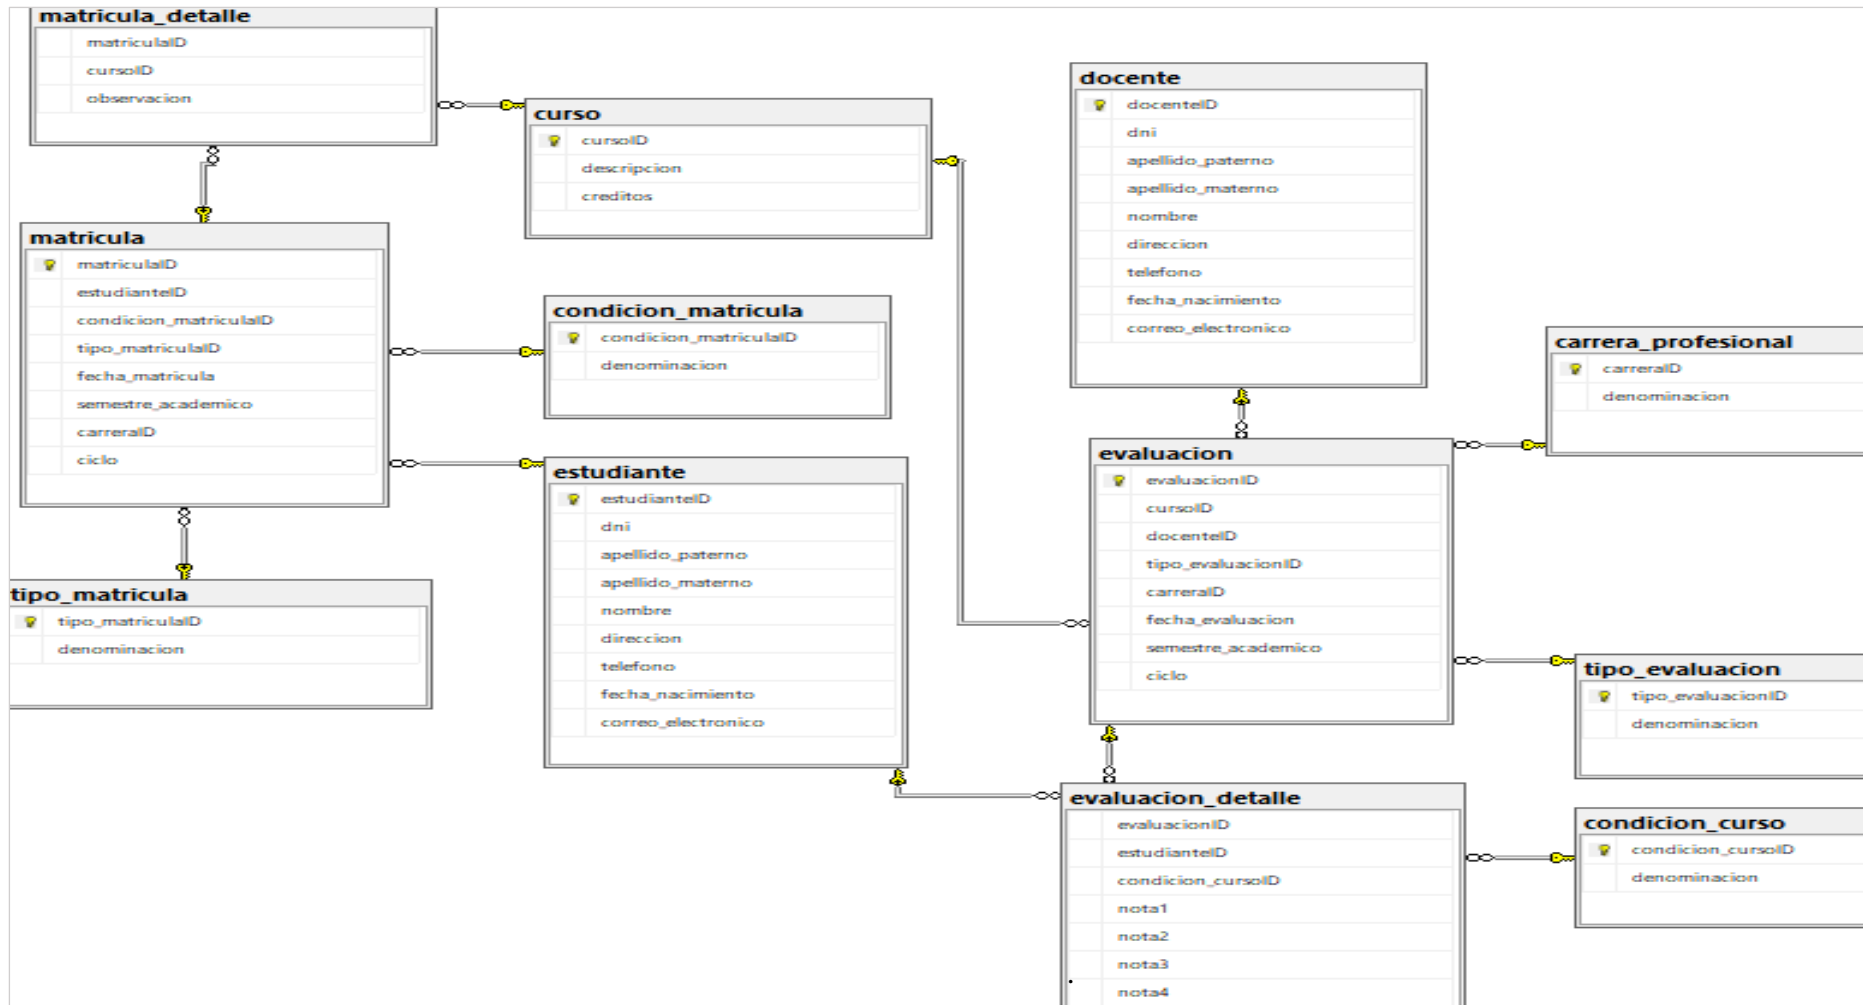 matricula_detalle
matriculaID
cursoID
observacion
curso
cursoID
descripcion
creditos
matricula
matriculaID
estudianteID
condicion_matriculaID
tipo_matriculaID
fecha_matricula
semestre_academico
carreraID
ciclo
condicion_matricula
condicion_matriculaID
denominacion
estudiante
estudianteID
dni
apellido_paterno
apellido_materno
nombre
direccion
telefono
fecha_nacimiento
correo_electronico
tipo_matricula
tipo_matriculaID
denominacion
docente
docenteID
dni
apellido_paterno
apellido_materno
nombre
direccion
telefono
fecha_nacimiento
correo_electronico
carrera_profesional
carreraID
denominacion
evaluacion
evaluacionID
cursoID
docenteID
tipo_evaluacionID
carreraID
fecha_evaluacion
semestre_academico
ciclo
tipo_evaluacion
tipo_evaluacionID
denominacion
evaluacion_detalle
evaluacionID
estudianteID
condicion_cursoID
nota1
nota2
nota3
nota4
condicion_curso
condicion_cursoID
denominacion